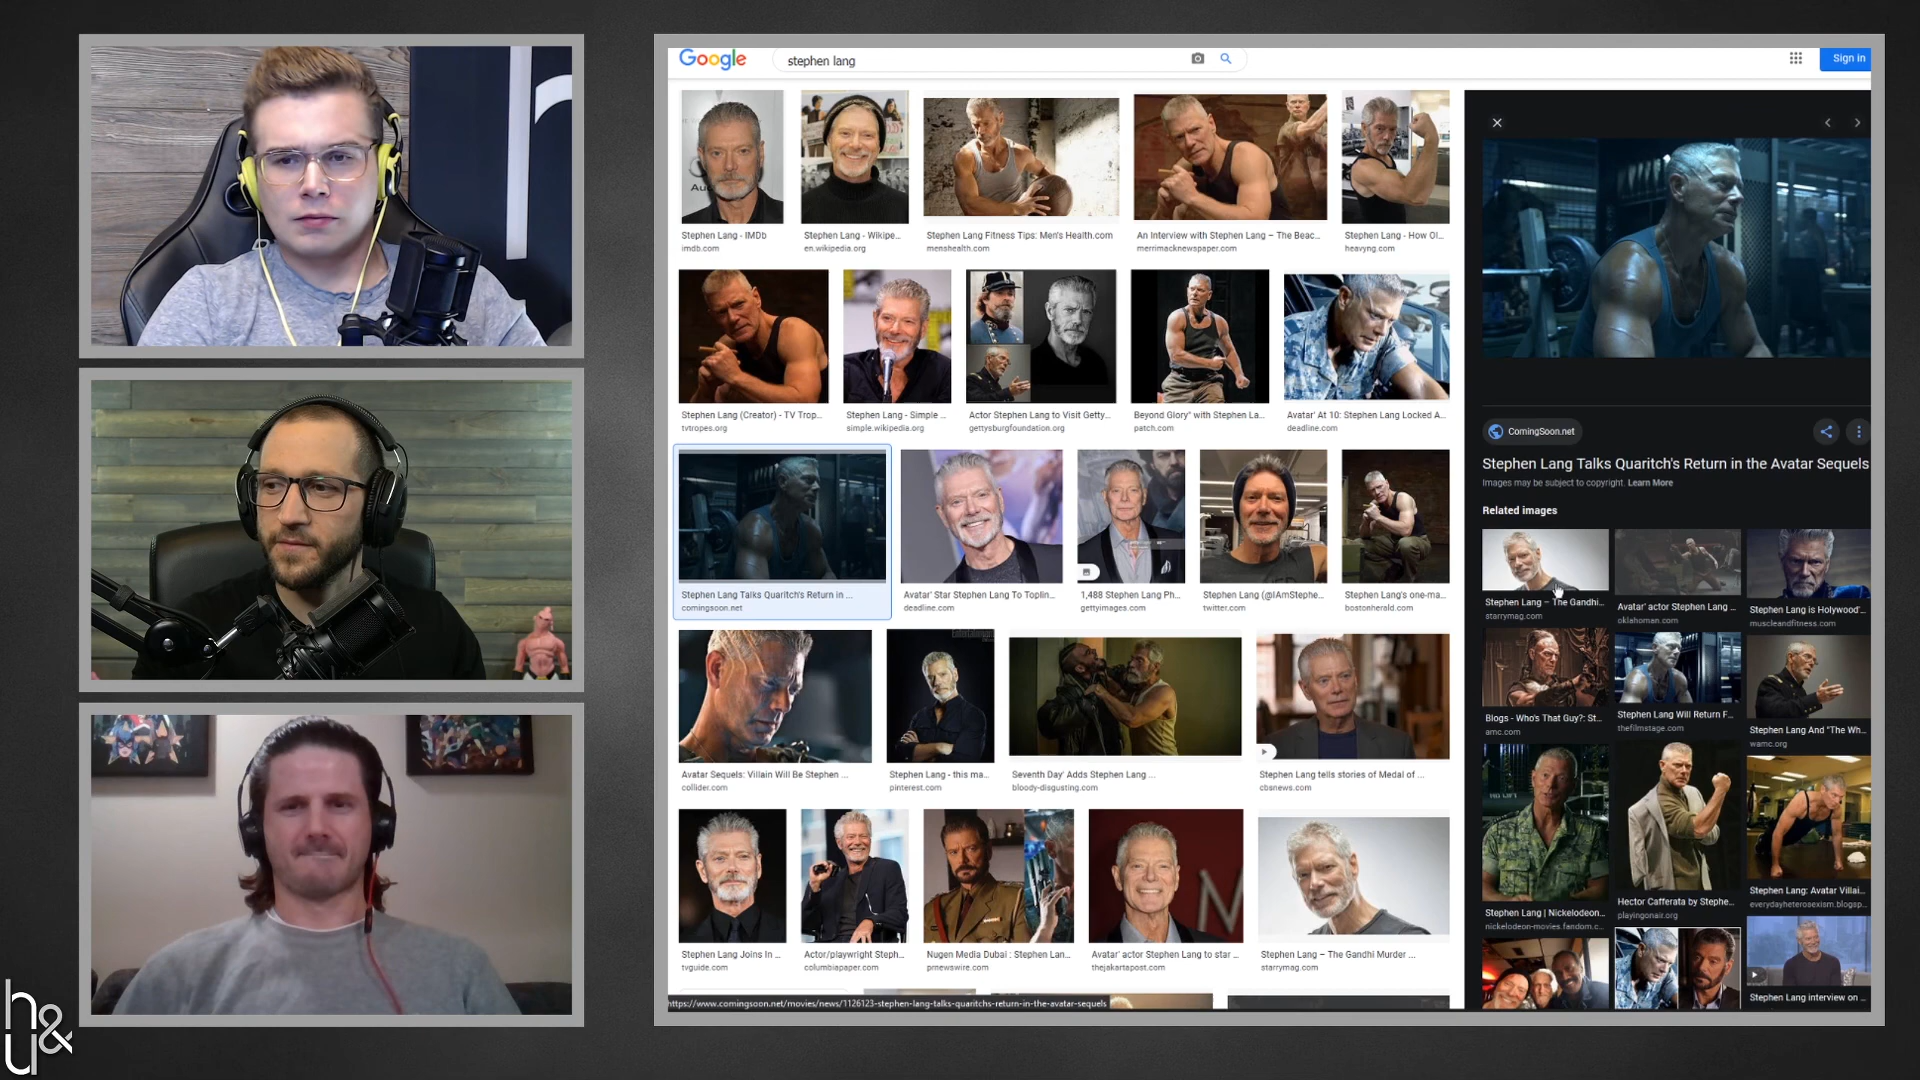 Google
stephen lang
Sign in
Stephen Lang - IMDb
imdb.com
Stephen Lang - Wikipe...
en.wikipedia.org
Stephen Lang Fitness Tips: Men's Health.com
menshealth.com
An Interview with Stephen Lang – The Beac...
merrimacknewspaper.com
Stephen Lang - How Ol...
heavyng.com
Stephen Lang (Creator) - TV Trop...
tvtropes.org
Stephen Lang - Simple ...
simple.wikipedia.org
Actor Stephen Lang to Visit Getty...
gettysburgfoundation.org
Beyond Glory" with Stephen La...
patch.com
Avatar' At 10: Stephen Lang Locked A...
deadline.com
Stephen Lang Talks Quaritch's Return in ...
comingsoon.net
Avatar' Star Stephen Lang To Toplin...
deadline.com
1,488 Stephen Lang Ph...
gettyimages.com
Stephen Lang (@IAmStephe...
twitter.com
Stephen Lang's one-ma...
bostonherald.com
Avatar Sequels: Villain Will Be Stephen ...
collider.com
Stephen Lang - this ma...
pinterest.com
Seventh Day' Adds Stephen Lang ...
bloody-disgusting.com
Stephen Lang tells stories of Medal of ...
cbsnews.com
Stephen Lang Joins In ...
tvguide.com
Actor/playwright Steph...
columbiapaper.com
Nugen Media Dubai : Stephen Lan...
prnewswire.com
Avatar' actor Stephen Lang to star ...
thejakartapost.com
Stephen Lang – The Gandhi Murder ...
starrymag.com
https://www.comingsoon.net/movies/news/1126123-stephen-lang-talks-quaritchs-return-in-the-avatar-sequels
ComingSoon.net
Stephen Lang Talks Quaritch's Return in the Avatar Sequels
Images may be subject to copyright. Learn More
Related images
Stephen Lang – The Gandhi...
starrymag.com
Avatar' actor Stephen Lang ...
oklahoman.com
Stephen Lang is Holywood'...
muscleandfitness.com
Blogs - Who's That Guy?: St...
amc.com
Stephen Lang Will Return F...
thefilmstage.com
Stephen Lang And "The Wh...
wamc.org
Stephen Lang | Nickelodeon...
nickelodeon-movies.fandom.c...
Hector Cafferata by Stephe...
playingonair.org
Stephen Lang: Avatar Villai...
everydayheterosexism.blogsp...
Stephen Lang interview on ...
h&u